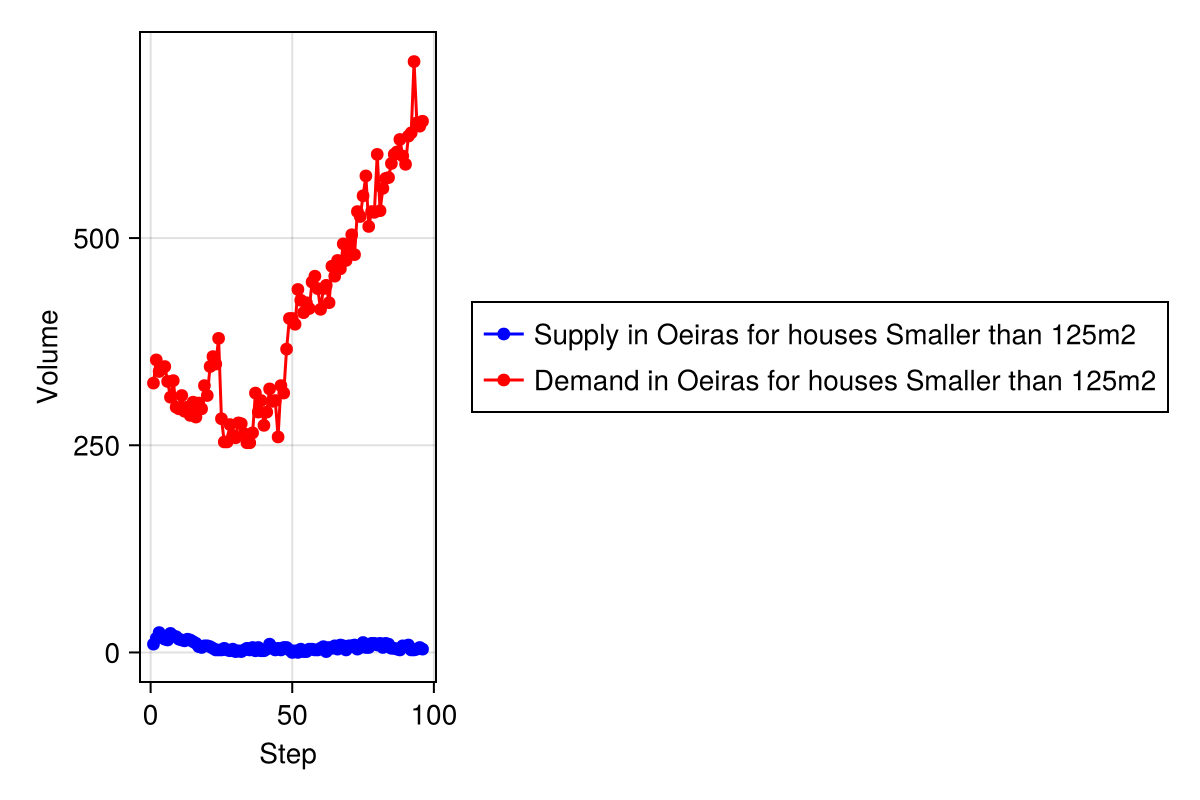 Volume
500
250
0
0 50 100
Step
Supply in Oeiras for houses Smaller than 125m2
Demand in Oeiras for houses Smaller than 125m2